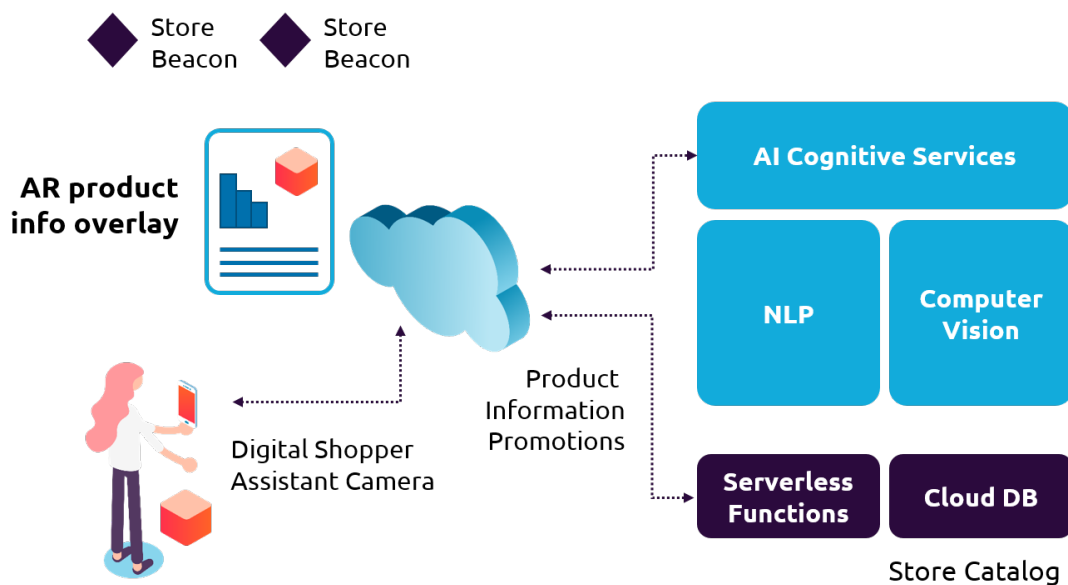 Store
Beacon
Store
Beacon
AR product
info overlay
AI Cognitive Services
NLP
Computer
Vision
Product
Information
Promotions
Digital Shopper
Assistant Camera
Serverless
Functions
Cloud DB
Store Catalog